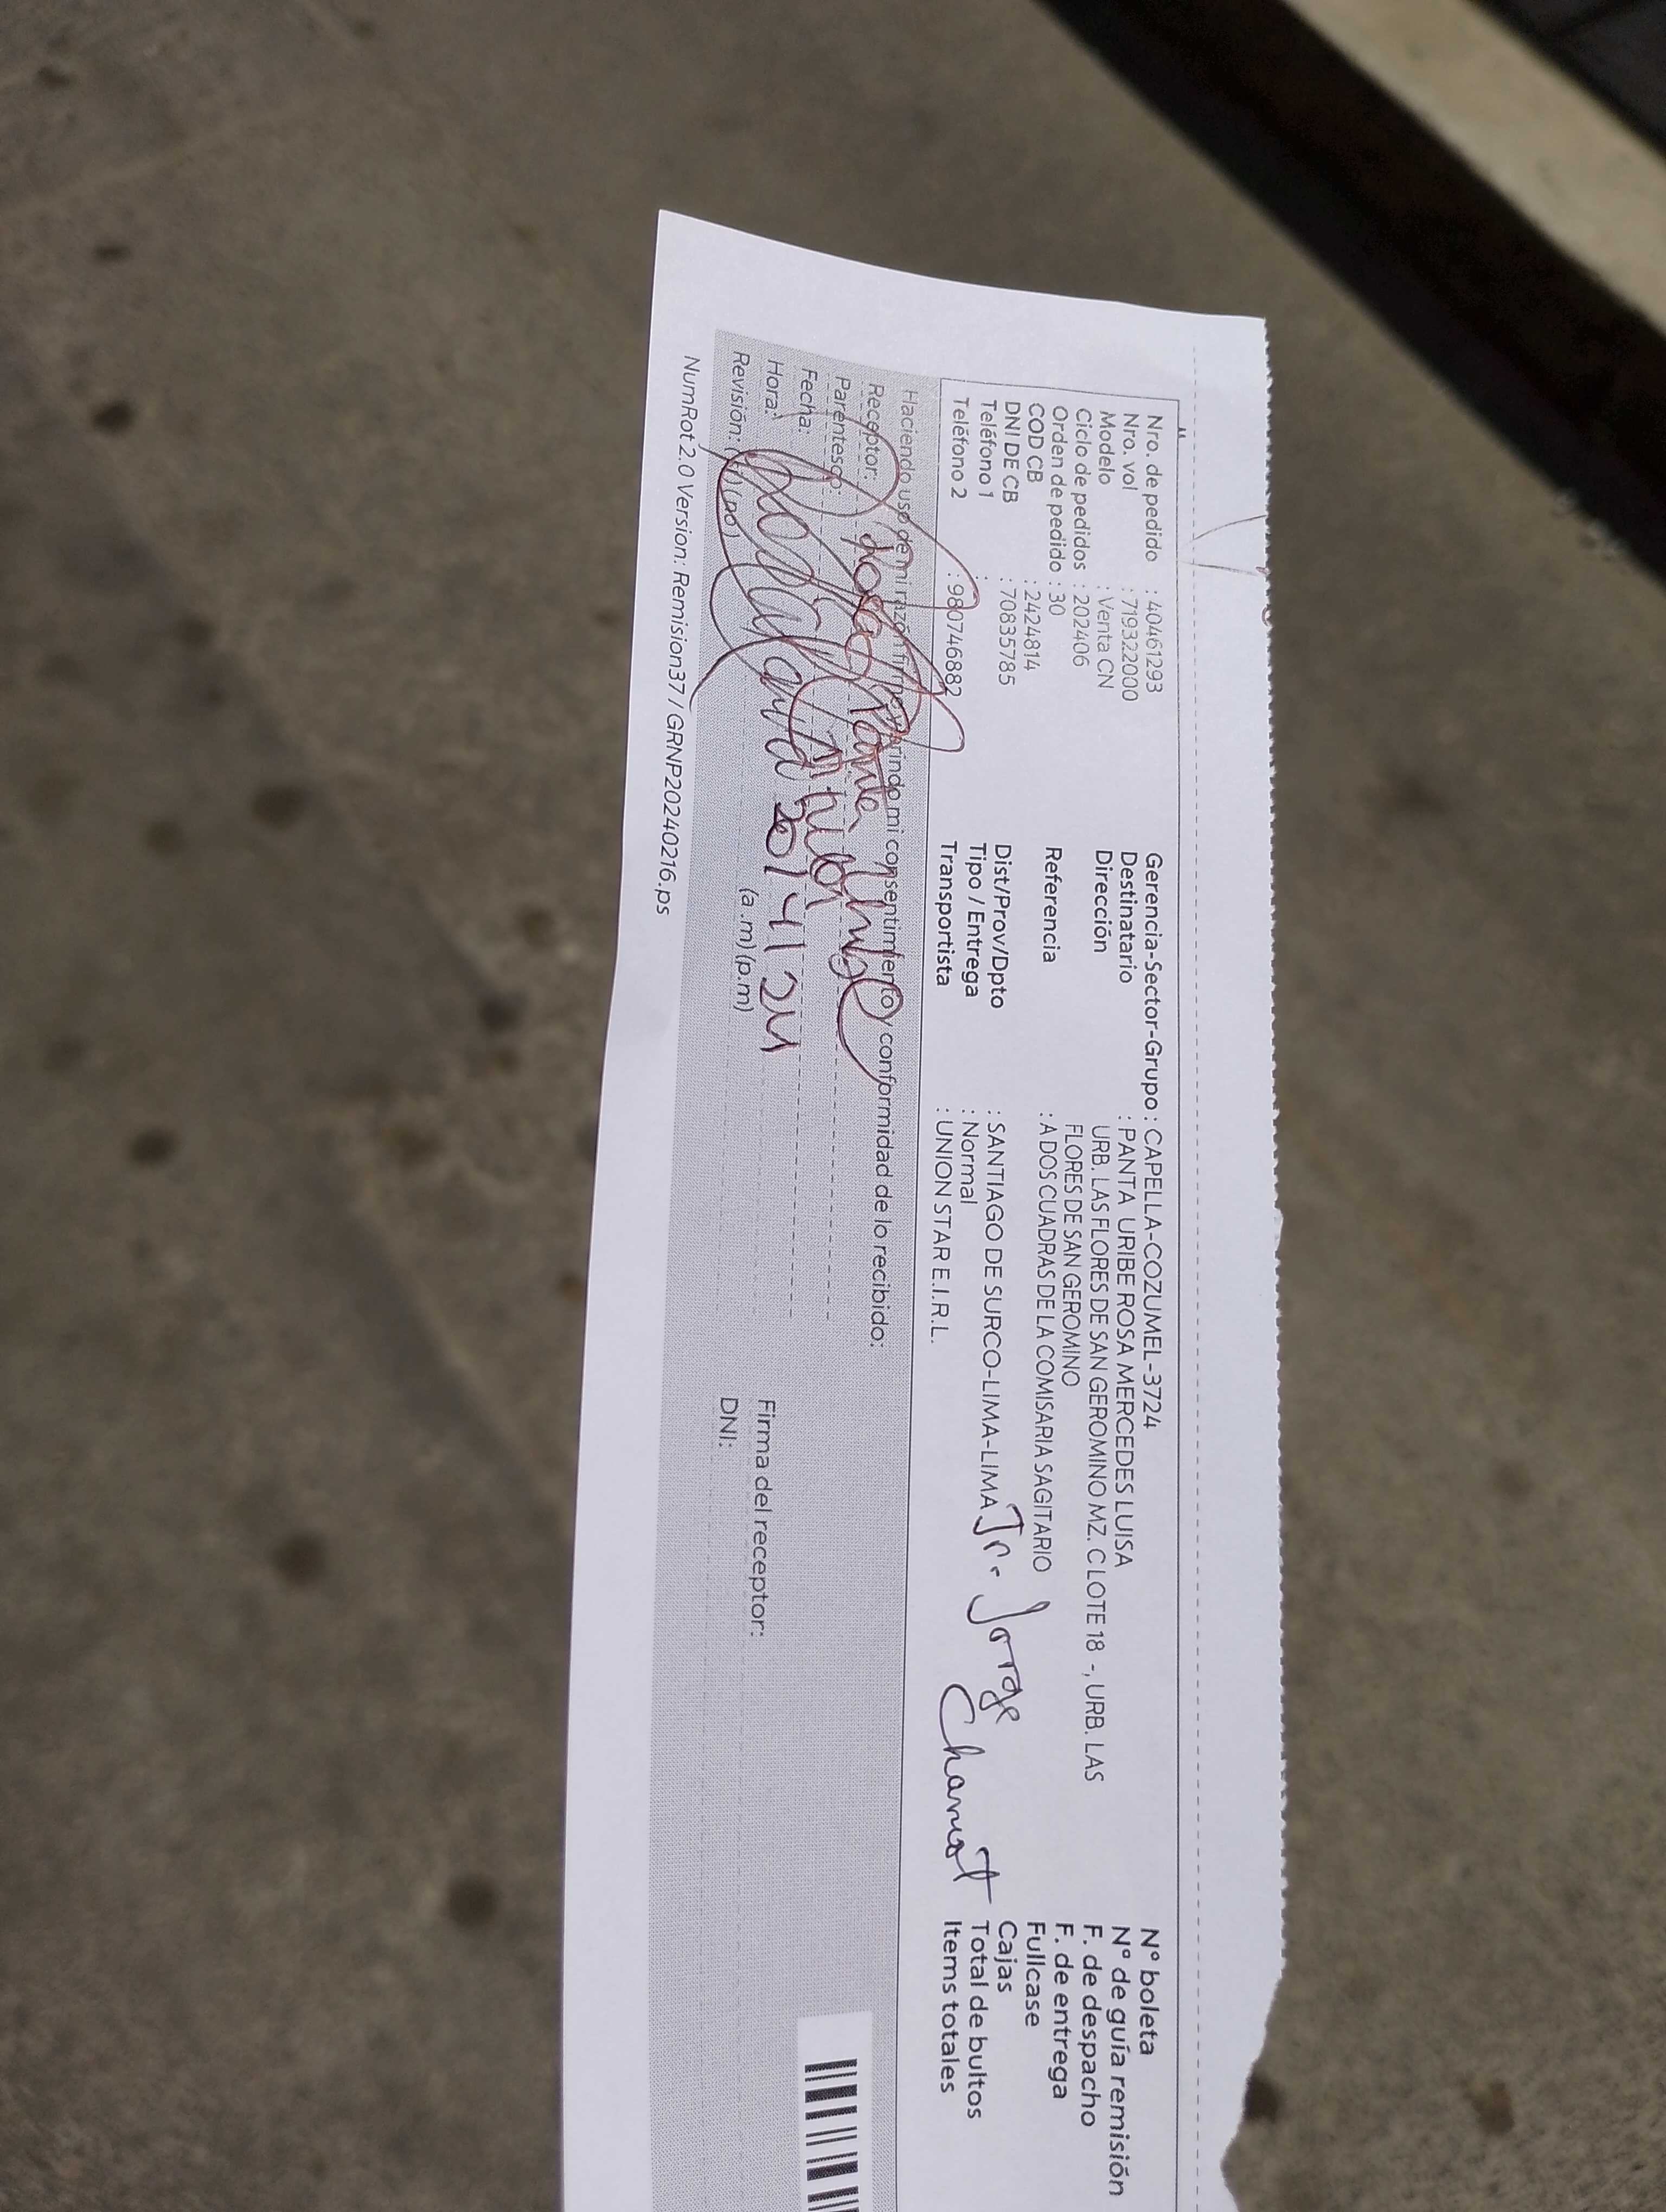 Nro. de pedido : 40461293
Nro. vol : 719322000
Modelo : Venta CN
Ciclo de pedidos : 202406
Orden de pedido : 30
COD CB : 2424814
DNI DE CB : 70835785
Teléfono 1 :
Teléfono 2 : 980746882
Gerencia-Sector-Grupo : CAPELLA-COZUMEL-3724
Destinatario : PANTA URIBE ROSA MERCEDES LUISA
Dirección URB. LAS FLORES DE SAN GEROMINO MZ. C LOTE 18 -, URB. LAS
FLORES DE SAN GEROMINO
Referencia : A DOS CUADRAS DE LA COMISARIA SAGITARIO
Dist/Prov/Dpto : SANTIAGO DE SURCO-LIMA-LIMA
Tipo / Entrega : Normal
Transportista : UNION STAR E.I.R.L.
Jr. Jorge
Chamot
N° boleta
N° de guía remisión
F. de despacho
F. de entrega
Fullcase
Cajas
Total de bultos
Items totales
Haciendo uso de mi razón firmo y brindo mi consentimiento y conformidad de lo recibido:
Receptor: Rosa Panta
Parentesco:
Fecha:
Hora: (a .m) (p.m)
Revisión:
Firma del receptor:
DNI:
NumRot 2.0 Version: Remision37 / GRNP20240216.ps